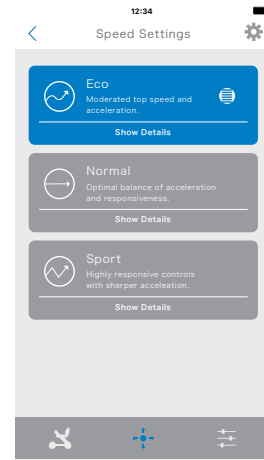 12:34
Speed Settings
Eco
Moderated top speed and
acceleration.
Show Details
Normal
Optimal balance of acceleration
and responsiveness.
Show Details
Sport
Highly responsive controls
with sharper acceleation.
Show Details